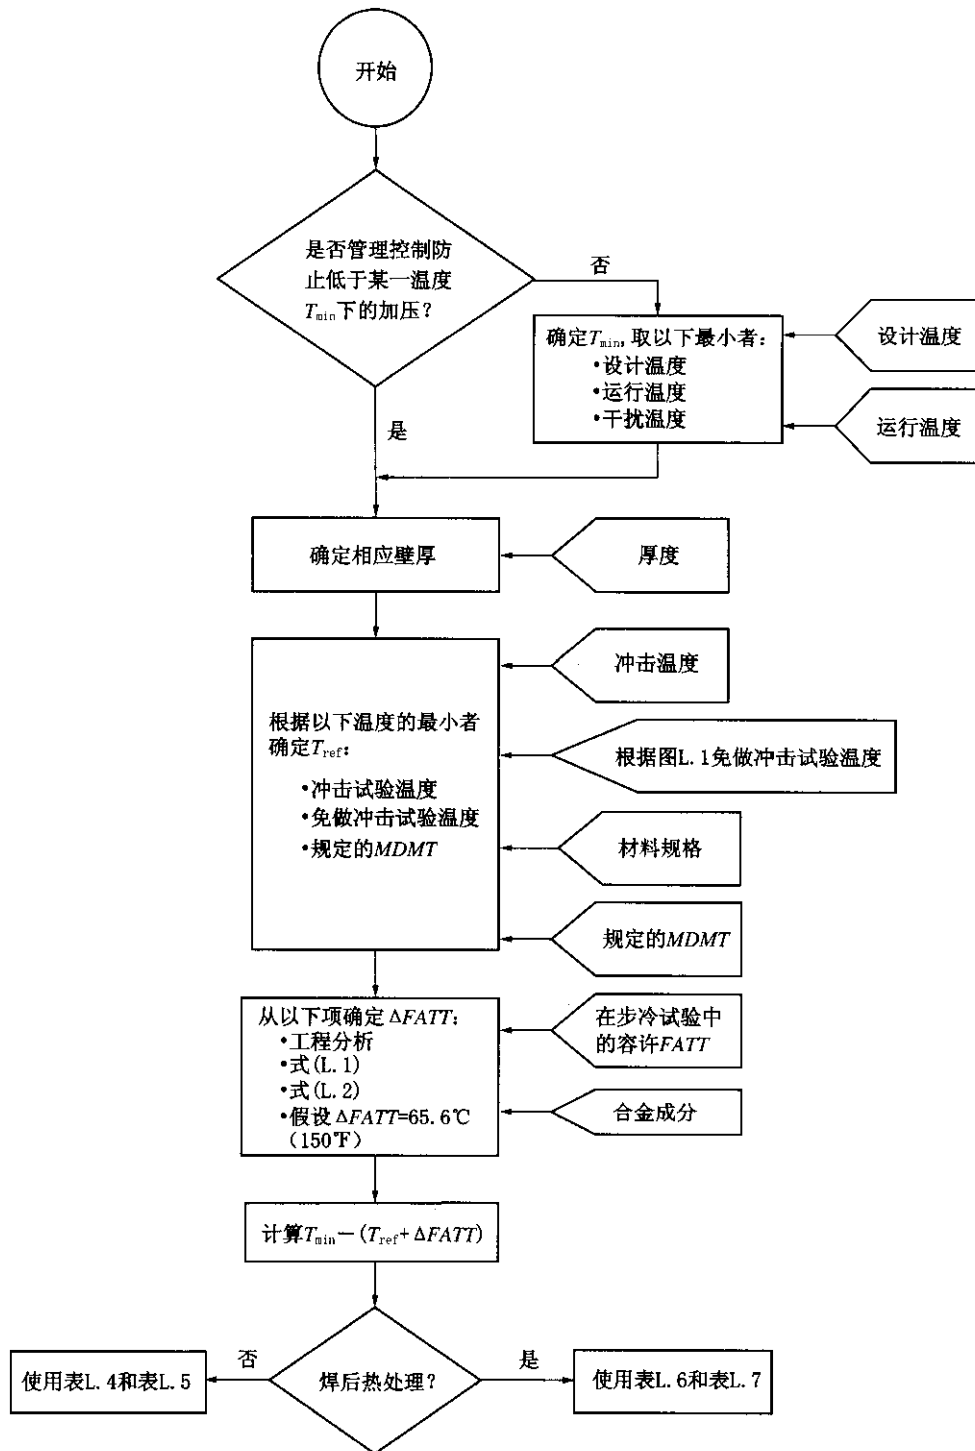 开始
是否管理控制防
止低于某一温度
Tmin下的加压?
否
是
确定Tmin,取以下最小者:
•设计温度
•运行温度
•干扰温度
设计温度
运行温度
确定相应壁厚
厚度
根据以下温度的最小者
确定Tref:
•冲击试验温度
•免做冲击试验温度
•规定的MDMT
冲击温度
根据图L.1免做冲击试验温度
材料规格
规定的MDMT
从以下项确定ΔFATT:
•工程分析
•式(L.1)
•式(L.2)
•假设ΔFATT=65.6℃
(150℉)
在步冷试验中
的容许FATT
合金成分
计算Tmin-(Tref+ΔFATT)
焊后热处理?
否
是
使用表L.4和表L.5
使用表L.6和表L.7